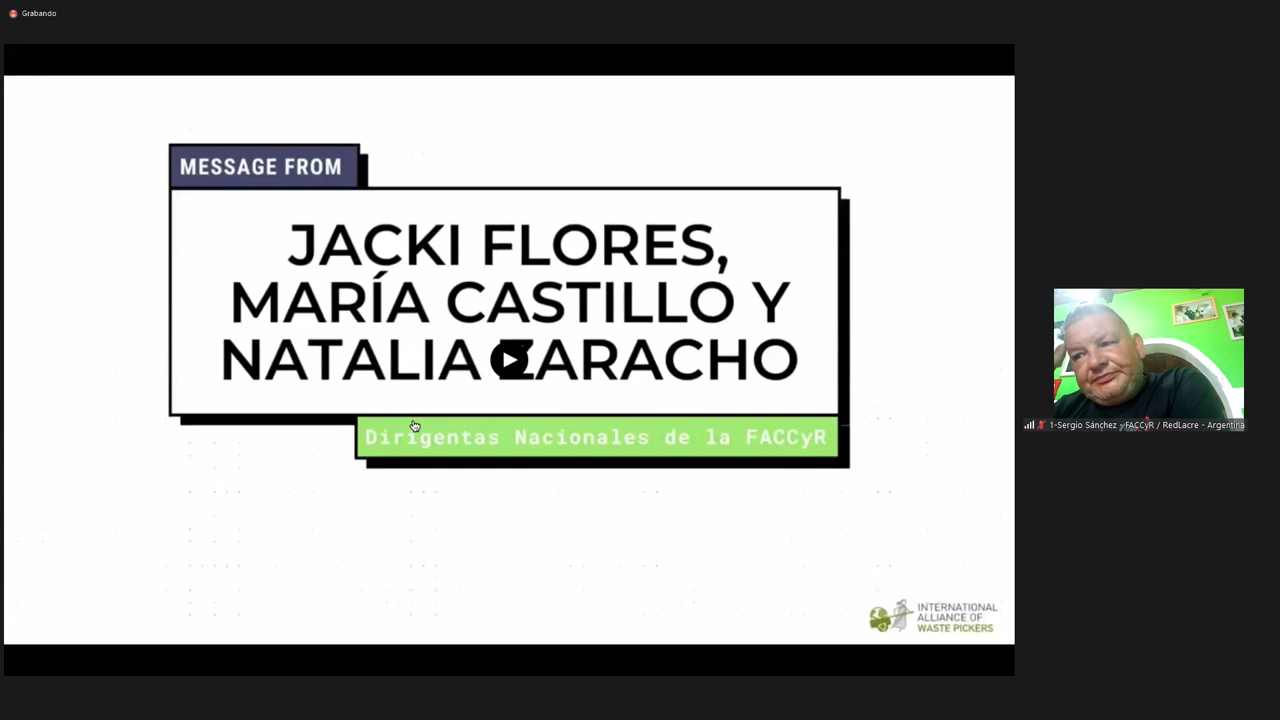 Grabando
MESSAGE FROM
JACKI FLORES,
MARÍA CASTILLO Y
NATALIA ZARACHO
Dirigentas Nacionales de la FACCyR
INTERNATIONAL
ALLIANCE OF
WASTE PICKERS
1-Sergio Sánchez - FACCyR / RedLacre - Argentina